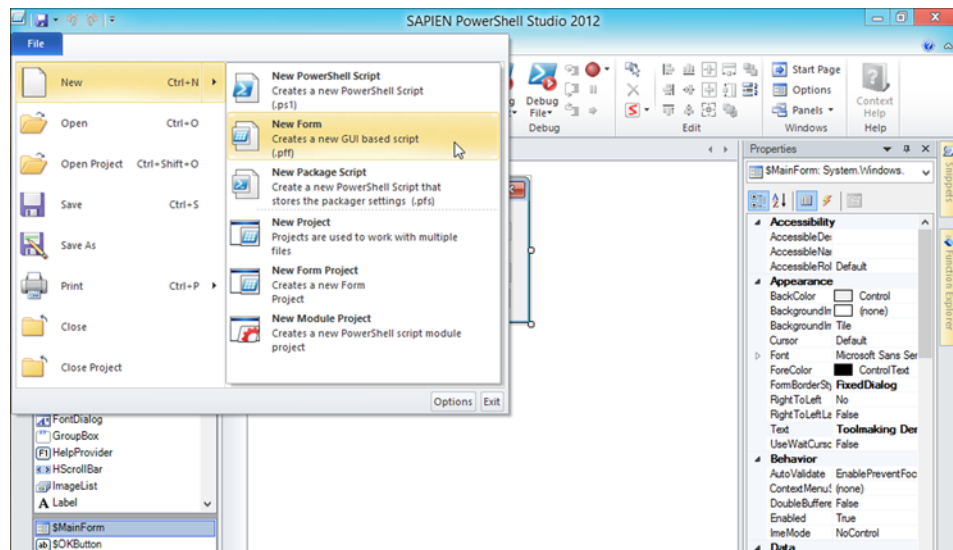 SAPIEN PowerShell Studio 2012
File
New Ctrl+N
Open Ctrl+O
Open Project Ctrl+Shift+O
Save Ctrl+S
Save As
Print Ctrl+P
Close
Close Project
New PowerShell Script
Creates a new PowerShell Script
(.ps1)
New Form
Creates a new GUI based script
(.pff)
New Package Script
Create a new PowerShell Script that
stores the packager settings (.pfs)
New Project
Projects are used to work with multiple
files
New Form Project
Creates a new Form
Project
New Module Project
Creates a new PowerShell script module
project
Options Exit
g Debug
File
Debug
Edit
Start Page
Options
Panels
Windows
Context
Help
Help
FontDialog
GroupBox
HelpProvider
HScrollBar
ImageList
Label
$MainForm
$OKButton
Properties
$MainForm: System.Windows.
Accessibility
AccessibleDe
AccessibleNa
AccessibleRol Default
Appearance
BackColor Control
BackgroundIm (none)
BackgroundIm Tile
Cursor Default
Font Microsoft Sans Ser
ForeColor ControlText
FormBorderSty FixedDialog
RightToLeft No
RightToLeftLa False
Text Toolmaking Der
UseWaitCursc False
Behavior
AutoValidate EnablePreventFoc
ContextMenuS (none)
DoubleBuffere False
Enabled True
ImeMode NoControl
Data
Snippets
Function Explorer